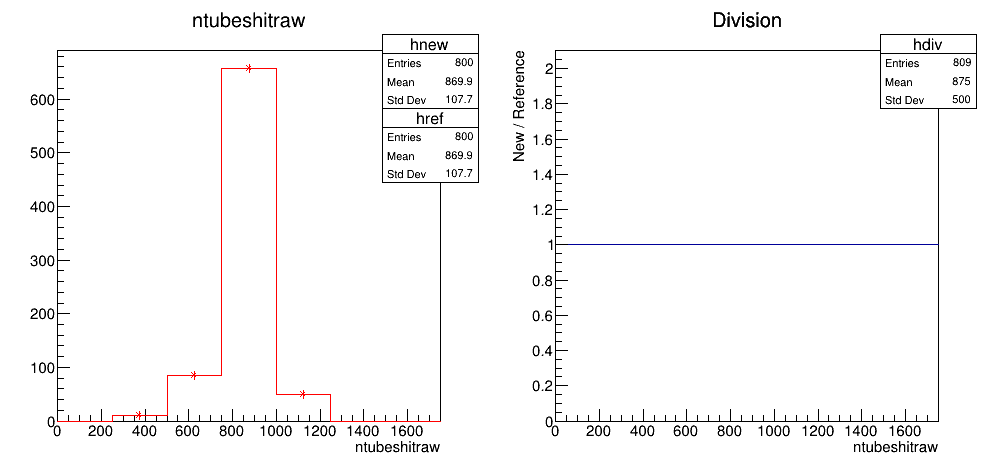 ntubeshitraw
hnew
Entries 800
Mean 869.9
Std Dev 107.7
href
Entries 800
Mean 869.9
Std Dev 107.7
600
500
400
300
200
100
0
0 200 400 600 800 1000 1200 1400 1600
ntubeshitraw
Division
hdiv
Entries 809
Mean 875
Std Dev 500
New / Reference
2
1.8
1.6
1.4
1.2
1
0.8
0.6
0.4
0.2
0
0 200 400 600 800 1000 1200 1400 1600
ntubeshitraw